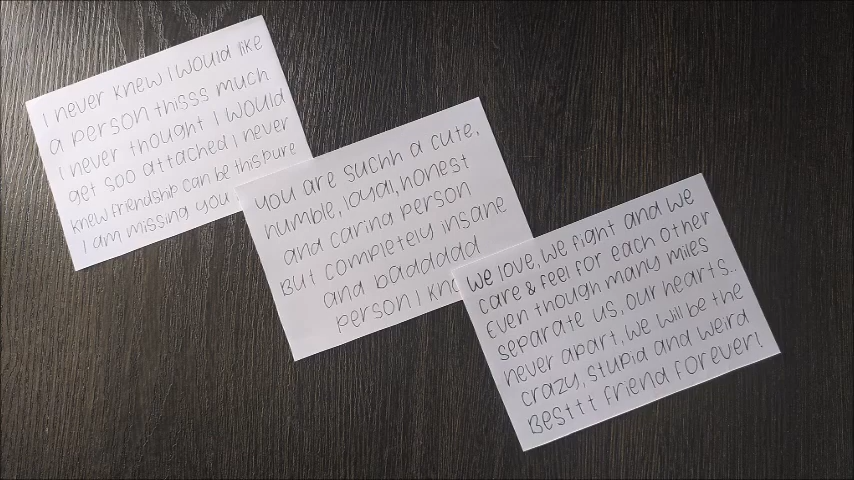 I never knew I would like
a person thisss much
I never thought I would
get soo attached I never
knew friendship can be this pure
I am missing you
You are suchh a cute,
humble, loyal, honest
and caring person
But completely insane
and baddddd
person I kno
We love, we fight and we
care & feel for each other
Even though many miles
separate us, our hearts..
never apart, we will be the
crazy, stupid and weird
Besttt friend forever!